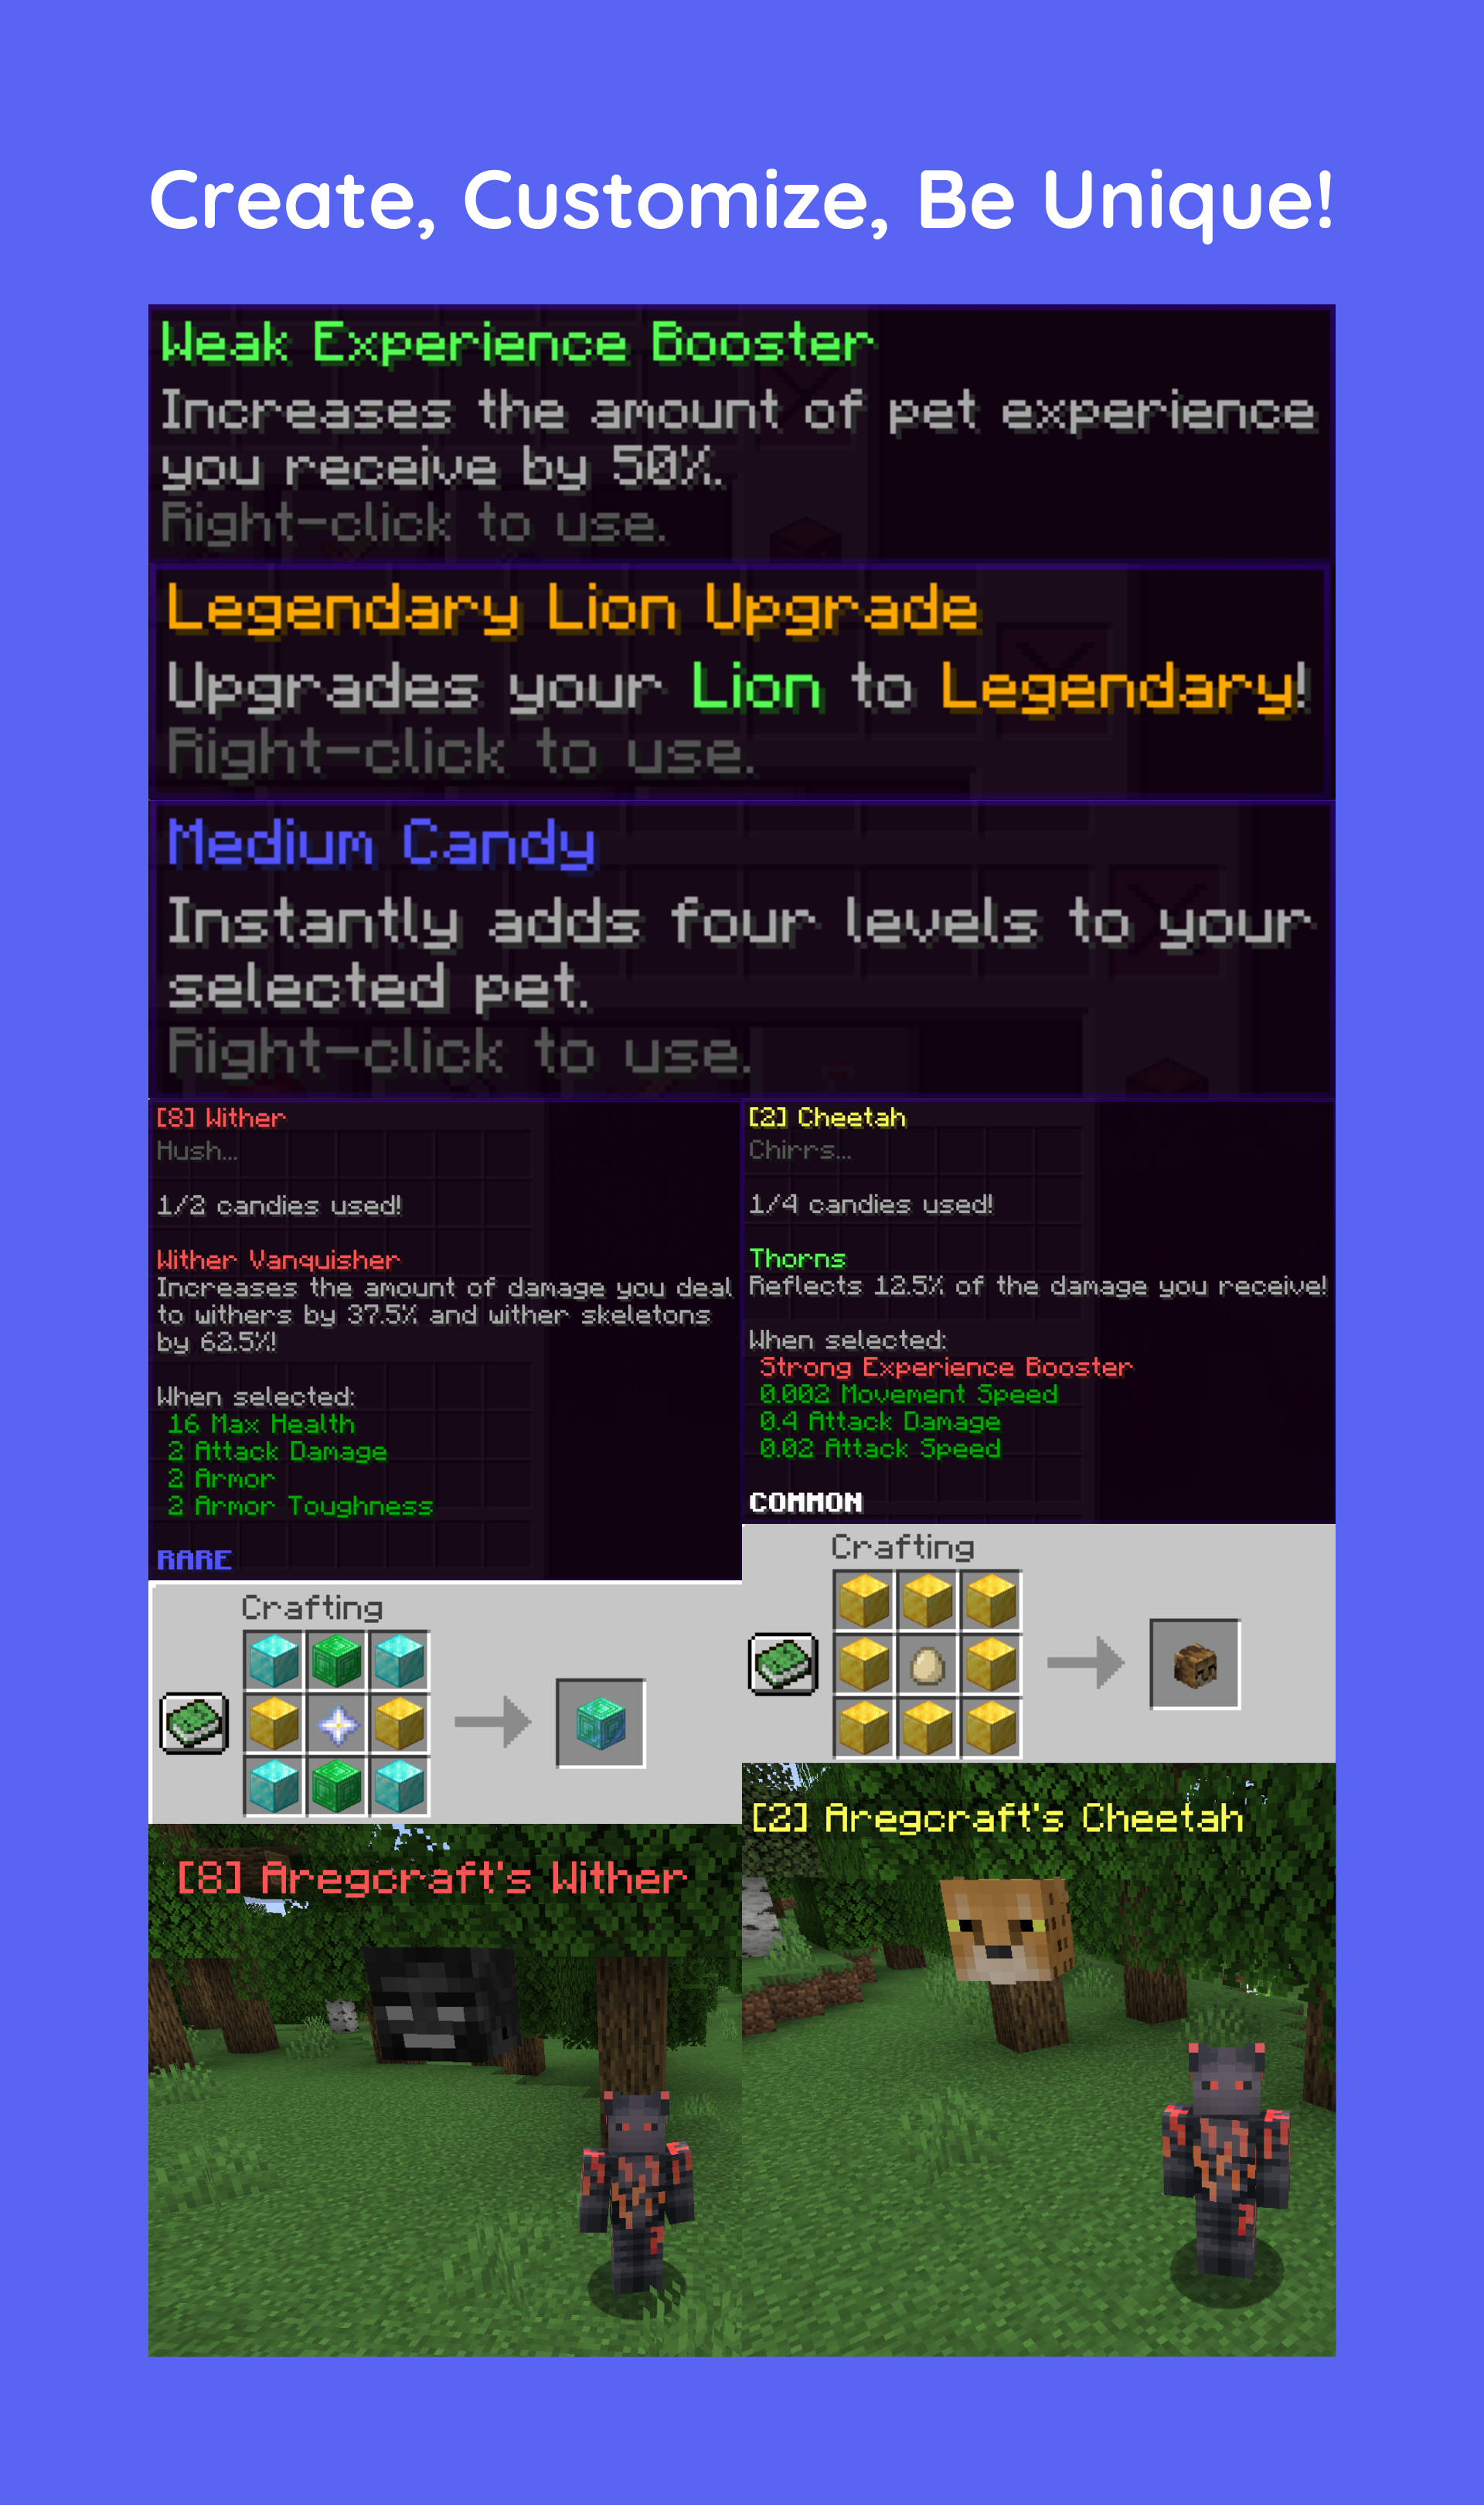 Create, Customize, Be Unique!
Weak Experience Booster
Increases the amount of pet experience
you receive by 50%.
Right-click to use.
Legendary Lion Upgrade
Upgrades your Lion to Legendary!
Right-click to use.
Medium Candy
Instantly adds four levels to your
selected pet.
Right-click to use.
[8] Wither
Hush...
1/2 candies used!
Wither Vanquisher
Increases the amount of damage you deal
to withers by 37.5% and wither skeletons
by 62.5%!
When selected:
16 Max Health
2 Attack Damage
2 Armor
2 Armor Toughness
RARE
Crafting
[8] Aregcraft's Wither
[2] Cheetah
Chirrs...
1/4 candies used!
Thorns
Reflects 12.5% of the damage you receive!
When selected:
Strong Experience Booster
0.002 Movement Speed
0.4 Attack Damage
0.02 Attack Speed
COMMON
Crafting
[2] Aregcraft's Cheetah